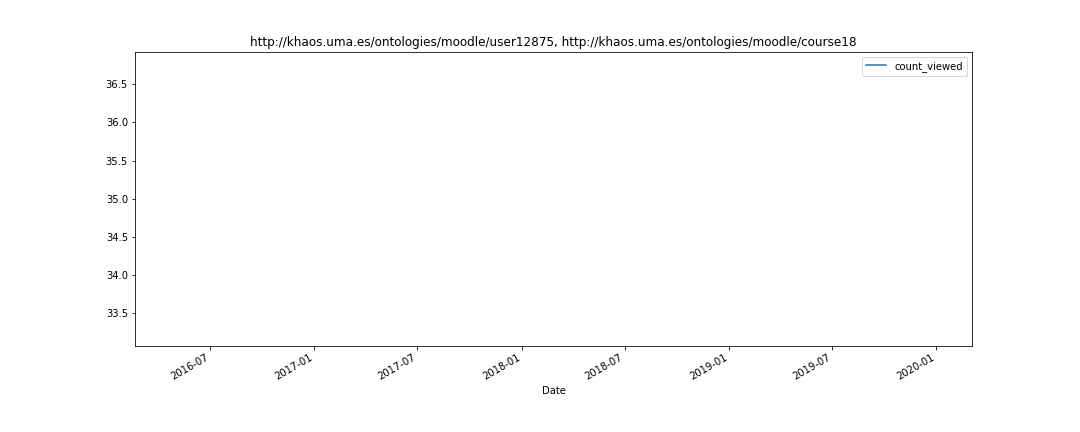 http://khaos.uma.es/ontologies/moodle/user12875, http://khaos.uma.es/ontologies/moodle/course18
count_viewed
36.5
36.0
35.5
35.0
34.5
34.0
33.5
2016-07 2017-01 2017-07 2018-01 2018-07 2019-01 2019-07 2020-01
Date